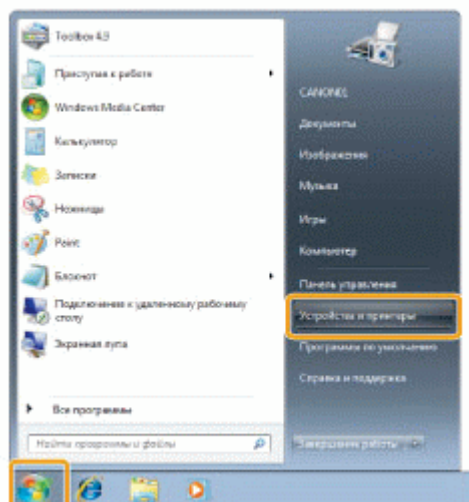 Toolbox 4.9
Приступая к работе
Windows Media Center
Калькулятор
Записки
Ножницы
Paint
Блокнот
Подключение к удаленному рабочему
столу
Экранная лупа
Все программы
Найти программы и файлы
CANON01
Документы
Изображения
Музыка
Игры
Компьютер
Панель управления
Устройства и принтеры
Программы по умолчанию
Справка и поддержка
Завершение работы